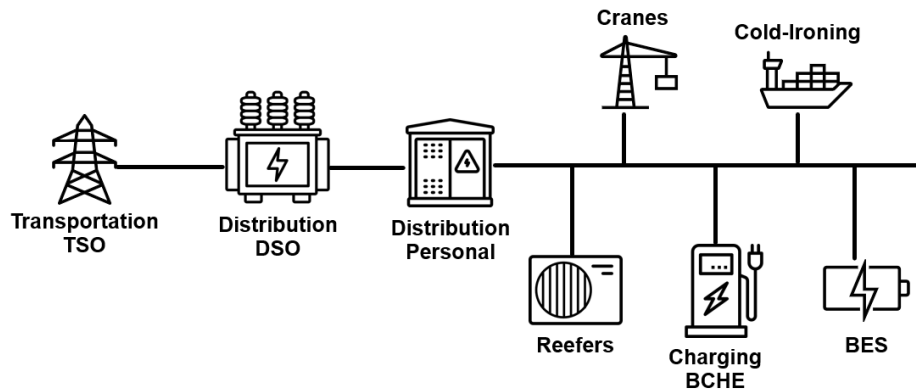 Cranes
Cold-Ironing
Transportation
TSO
Distribution
DSO
Distribution
Personal
Reefers
Charging
BCHE
BES